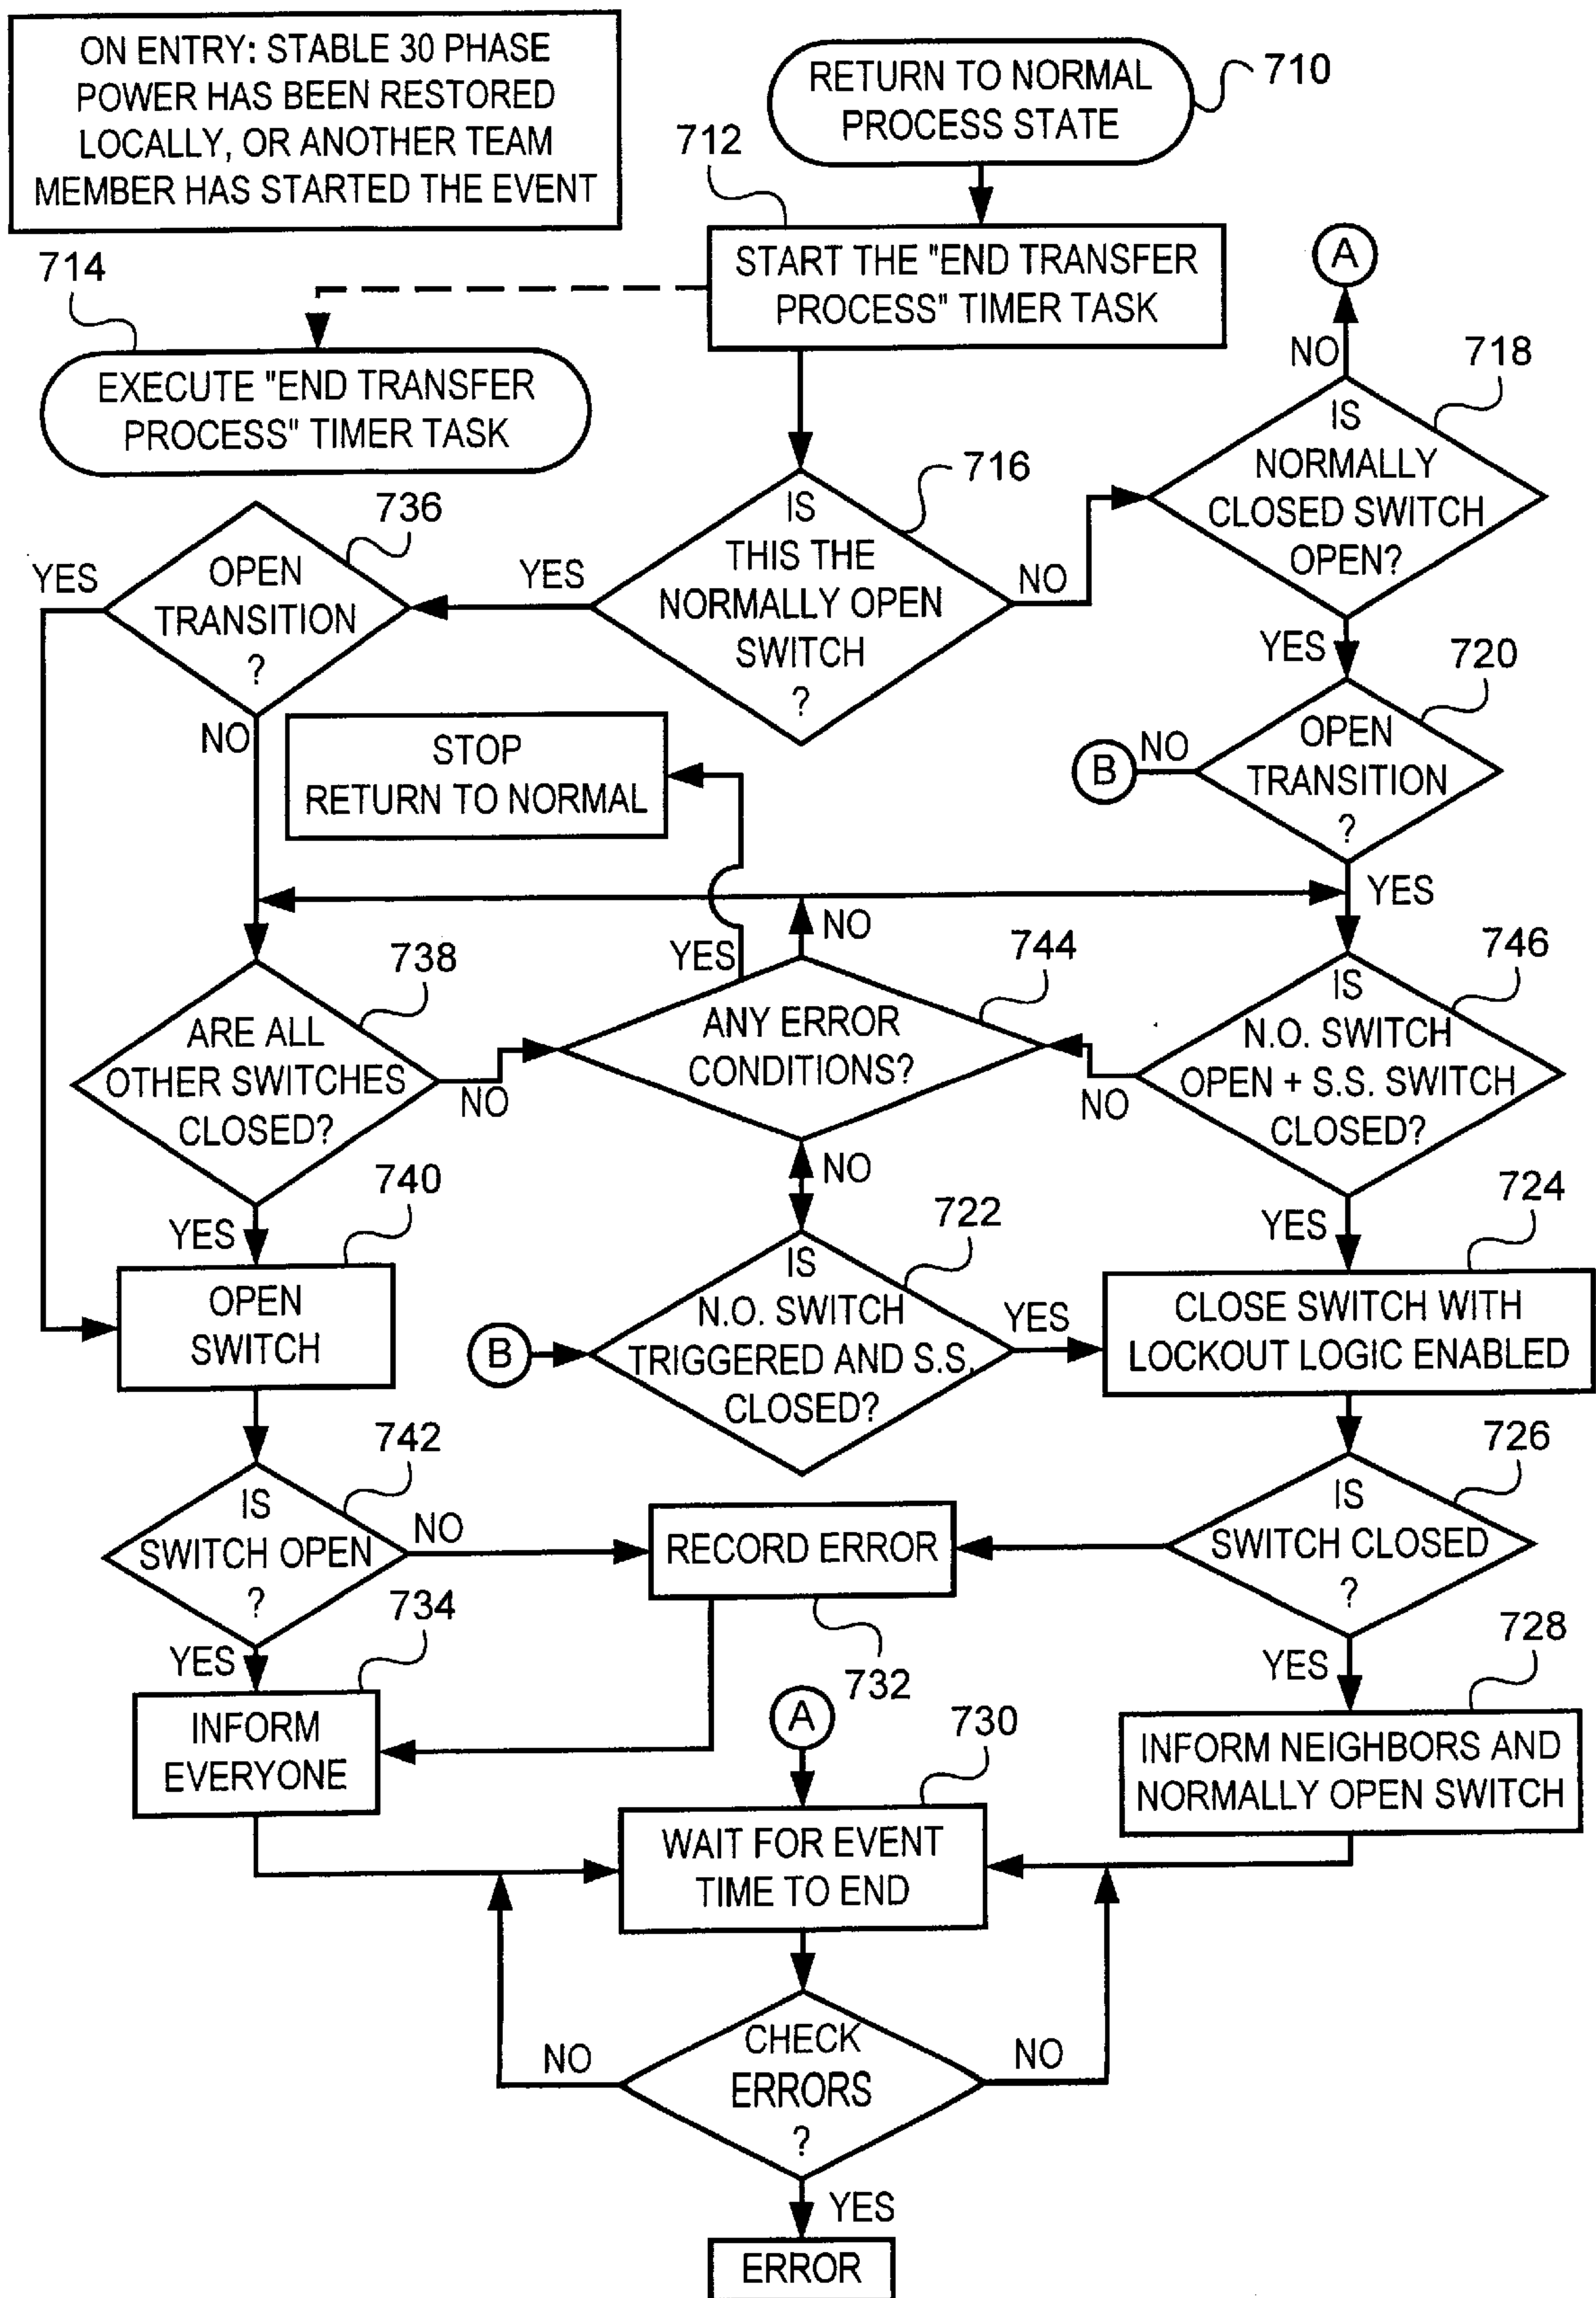 ON ENTRY: STABLE 30 PHASE
POWER HAS BEEN RESTORED
LOCALLY, OR ANOTHER TEAM
MEMBER HAS STARTED THE EVENT
RETURN TO NORMAL
PROCESS STATE
710
712
START THE "END TRANSFER
PROCESS" TIMER TASK
714
EXECUTE "END TRANSFER
PROCESS" TIMER TASK
A
NO
718
IS
NORMALLY
CLOSED SWITCH
OPEN?
716
IS
THIS THE
NORMALLY OPEN
SWITCH
?
YES
NO
736
OPEN
TRANSITION
?
YES
NO
YES
720
OPEN
TRANSITION
?
B
NO
YES
STOP
RETURN TO NORMAL
738
ARE ALL
OTHER SWITCHES
CLOSED?
NO
YES
744
ANY ERROR
CONDITIONS?
YES
NO
NO
746
IS
N.O. SWITCH
OPEN + S.S. SWITCH
CLOSED?
NO
YES
740
OPEN
SWITCH
722
IS
N.O. SWITCH
TRIGGERED AND S.S.
CLOSED?
B
YES
724
CLOSE SWITCH WITH
LOCKOUT LOGIC ENABLED
742
IS
SWITCH OPEN
?
NO
YES
RECORD ERROR
732
726
IS
SWITCH CLOSED
?
YES
734
INFORM
EVERYONE
728
INFORM NEIGHBORS AND
NORMALLY OPEN SWITCH
A
730
WAIT FOR EVENT
TIME TO END
CHECK
ERRORS
?
NO
NO
YES
ERROR